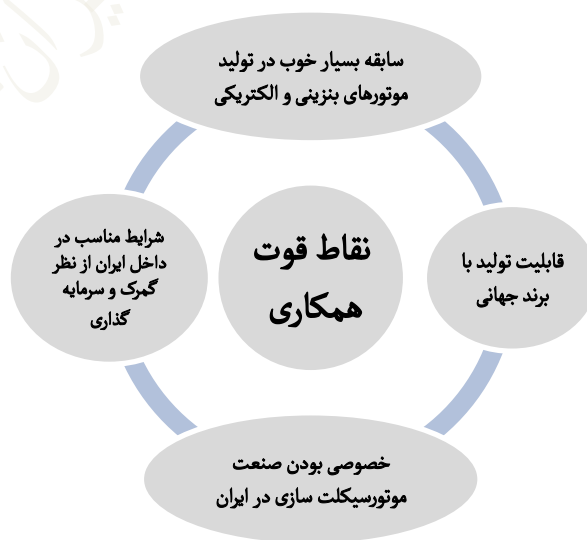 سابقه بسیار خوب در تولید
موتورهای بنزینی و الکتریکی
قابلیت تولید با
برند جهانی
نقاط قوت
همکاری
شرایط مناسب در
داخل ایران از نظر
گمرک و سرمایه
گذاری
خصوصی بودن صنعت
موتورسیکلت سازی در ایران